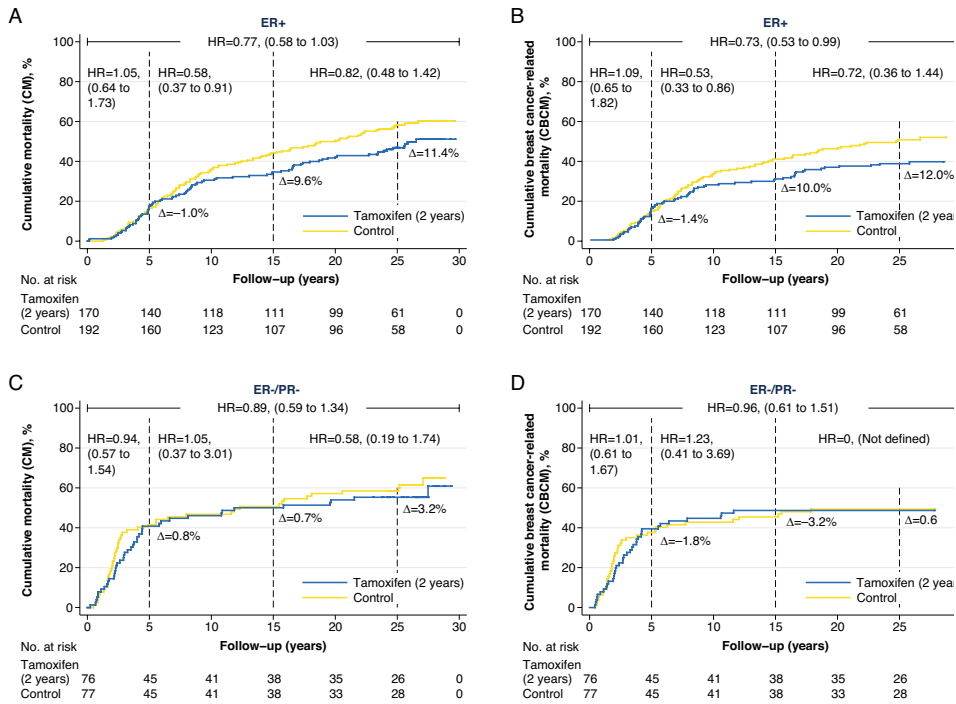 A
ER+
HR=0.77, (0.58 to 1.03)
HR=1.05,
(0.64 to
1.73)
HR=0.58,
(0.37 to 0.91)
HR=0.82, (0.48 to 1.42)
Cumulative mortality (CM), %
100
80
60
40
20
0
Δ=−1.0%
Δ=9.6%
Δ=11.4%
Tamoxifen (2 years)
Control
0 5 10 15 20 25 30
Follow−up (years)
No. at risk
Tamoxifen
(2 years) 170 140 118 111 99 61 0
Control 192 160 123 107 96 58 0
B
ER+
HR=0.73, (0.53 to 0.99)
HR=1.09,
(0.65 to
1.82)
HR=0.53,
(0.33 to 0.86)
HR=0.72, (0.36 to 1.44)
Cumulative breast cancer-related
mortality (CBCM), %
100
80
60
40
20
0
Δ=−1.4%
Δ=10.0%
Δ=12.0%
Tamoxifen (2 yea
Control
0 5 10 15 20 25
Follow−up (years)
No. at risk
Tamoxifen
(2 years) 170 140 118 111 99 61
Control 192 160 123 107 96 58
C
ER-/PR-
HR=0.89, (0.59 to 1.34)
HR=0.94,
(0.57 to
1.54)
HR=1.05,
(0.37 to 3.01)
HR=0.58, (0.19 to 1.74)
Cumulative mortality (CM), %
100
80
60
40
20
0
Δ=0.8%
Δ=0.7%
Δ=3.2%
Tamoxifen (2 years)
Control
0 5 10 15 20 25 30
Follow−up (years)
No. at risk
Tamoxifen
(2 years) 76 45 41 38 35 26 0
Control 77 45 41 38 33 28 0
D
ER-/PR-
HR=0.96, (0.61 to 1.51)
HR=1.01,
(0.61 to
1.67)
HR=1.23,
(0.41 to 3.69)
HR=0, (Not defined)
Cumulative breast cancer-related
mortality (CBCM), %
100
80
60
40
20
0
Δ=−1.8%
Δ=−3.2%
Δ=0.6
Tamoxifen (2 yea
Control
0 5 10 15 20 25
Follow−up (years)
No. at risk
Tamoxifen
(2 years) 76 45 41 38 35 26
Control 77 45 41 38 33 28